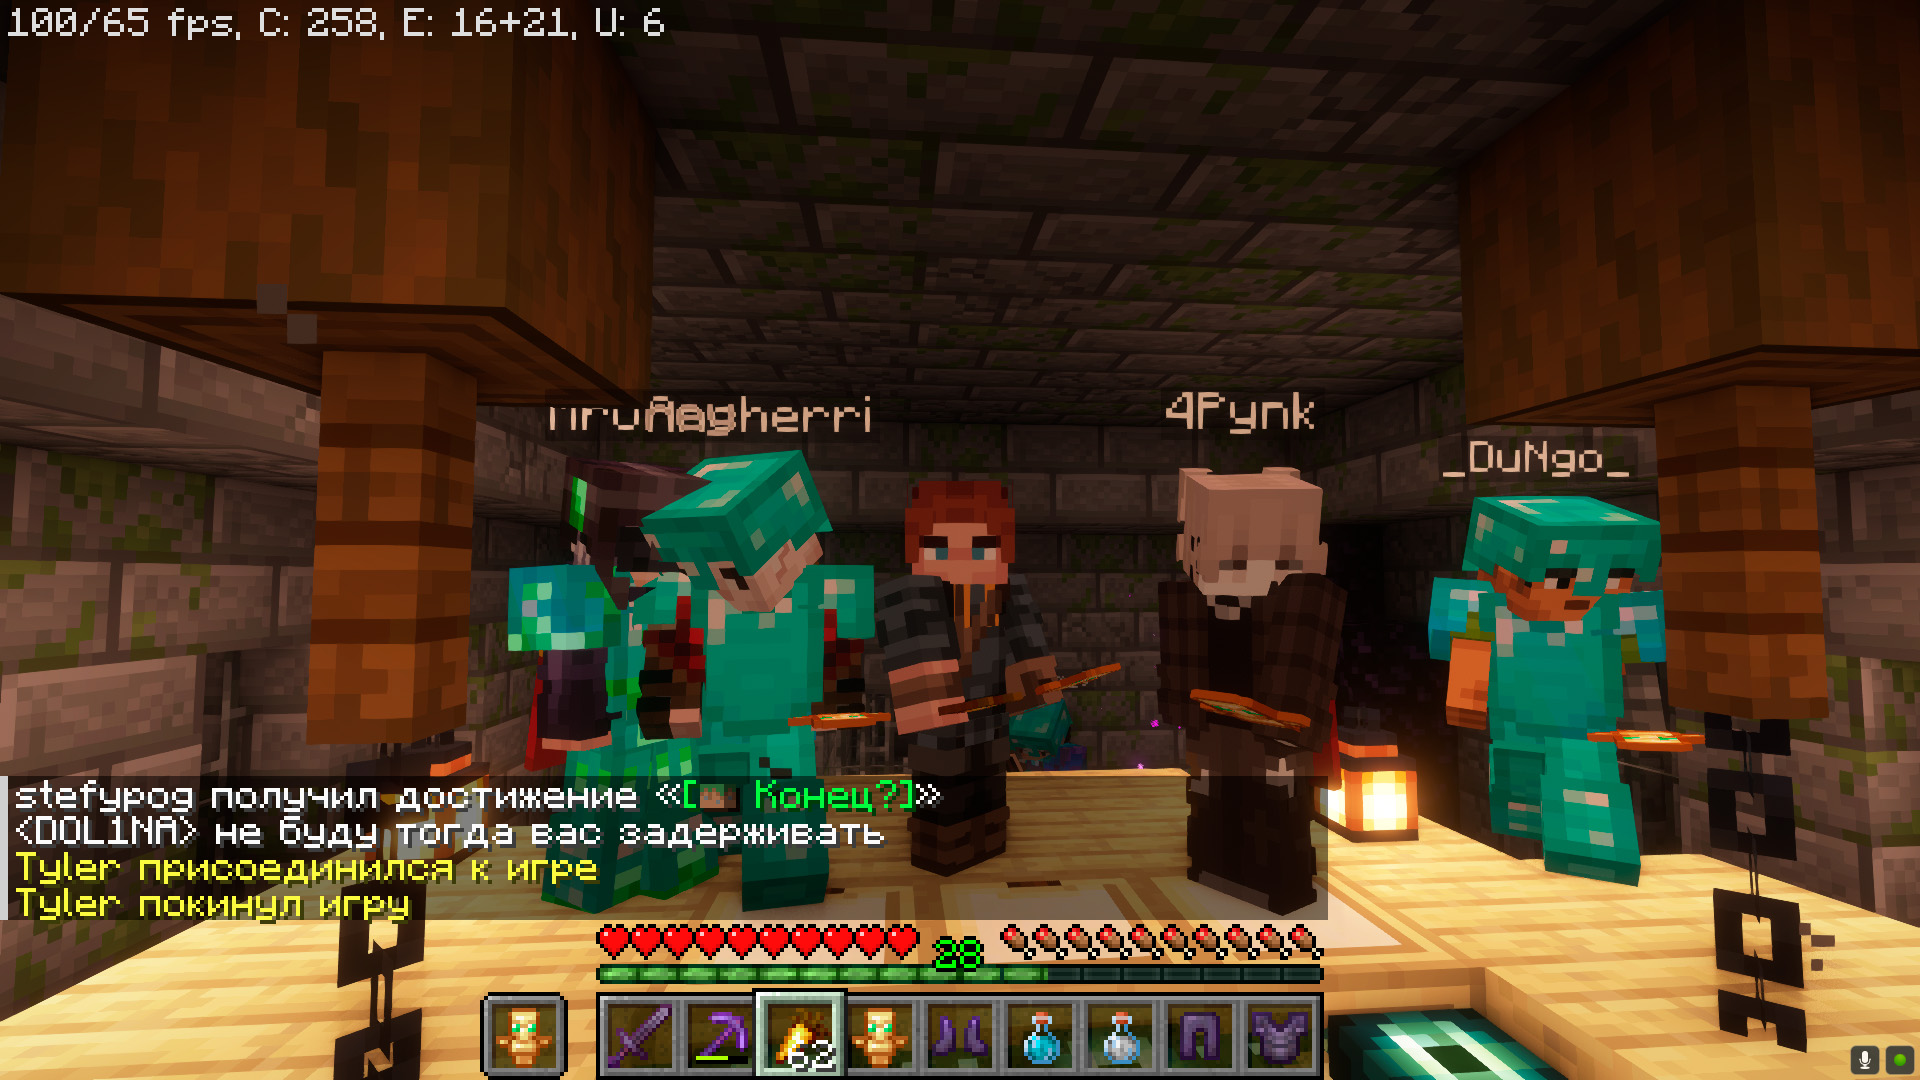 100/65 fps, C: 258, E: 16+21, U: 6
4Pynk
_DuNgo_
stefypog получил достижение «[Конец?]»
<DOL1NA> не буду тогда вас задерживать
Tyler присоединился к игре
Tyler покинул игру
28
62